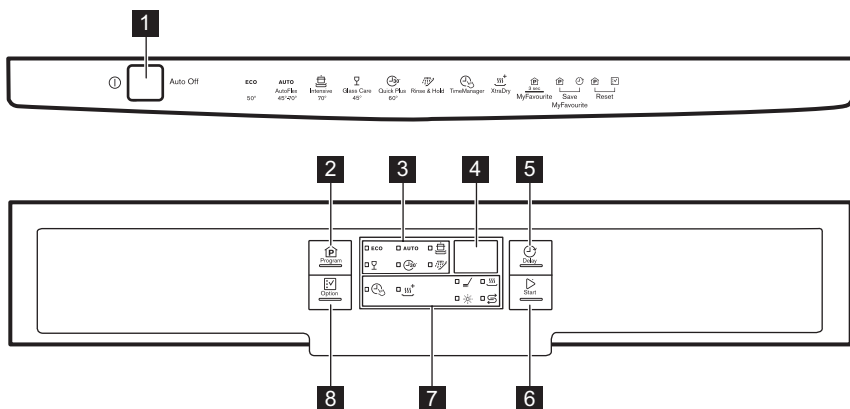 1
Auto Off
ECO
50°
AUTO
AutoFlex
45°-70°
Intensive
70°
Glass Care
45°
30'
Quick Plus
60°
Rinse & Hold
TimeManager
XtraDry
P
3 sec
MyFavourite
P
Save
MyFavourite
P
Reset
2
3
4
5
P
Program
ECO
AUTO
30'
Delay
Option
Start
8
7
6